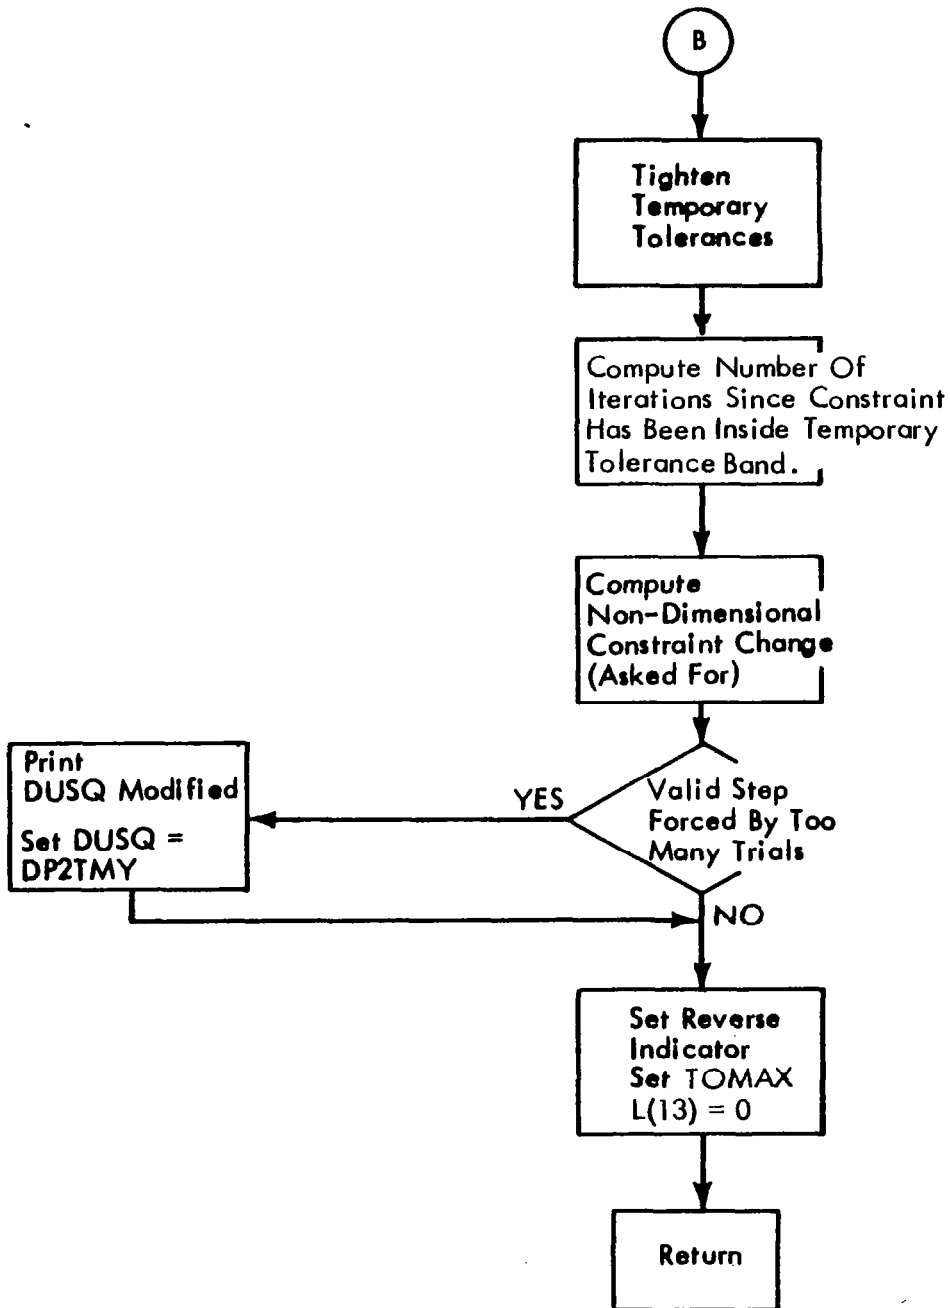 B
Tighten
Temporary
Tolerances
Compute Number Of
Iterations Since Constraint
Has Been Inside Temporary
Tolerance Band.
Compute
Non-Dimensional
Constraint Change
(Asked For)
Valid Step
Forced By Too
Many Trials
YES
Print
DUSQ Modified
Set DUSQ =
DP2TMY
NO
Set Reverse
Indicator
Set TOMAX
L(13) = 0
Return